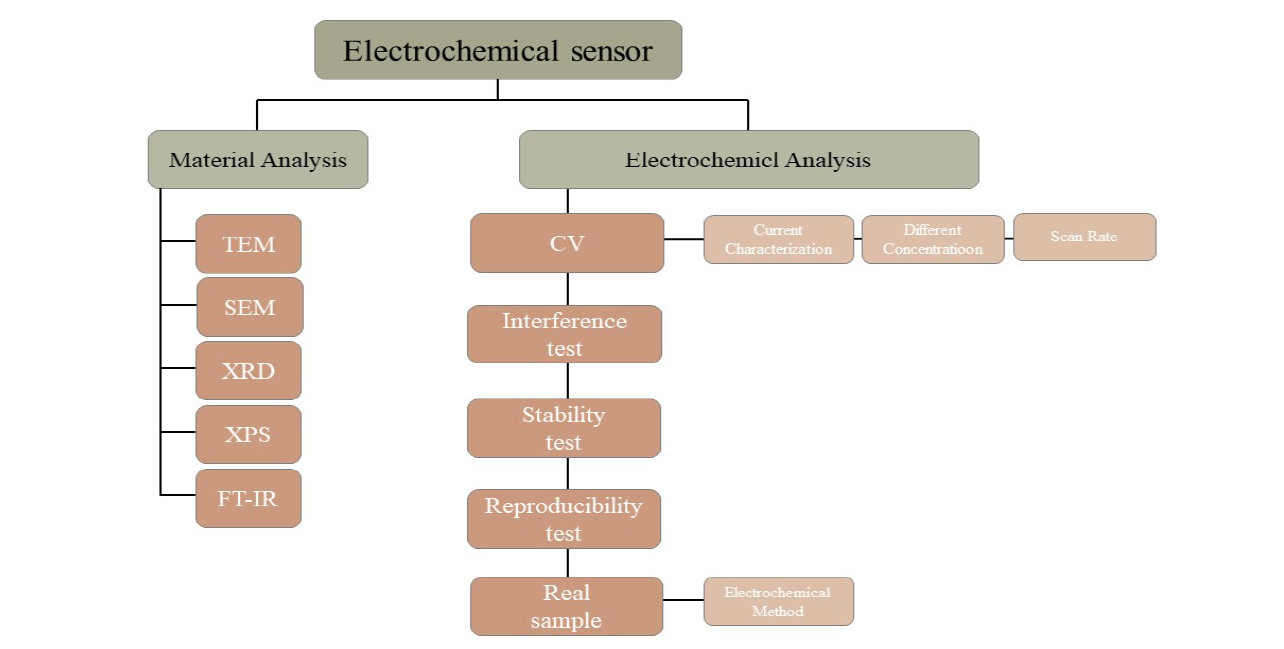 Electrochemical sensor
Material Analysis
Electrochemicl Analysis
TEM
SEM
XRD
XPS
FT-IR
CV
Current
Characterization
Different
Concentratioon
Scan Rate
Interference
test
Stability
test
Reproducibility
test
Real
sample
Electrochemical
Method